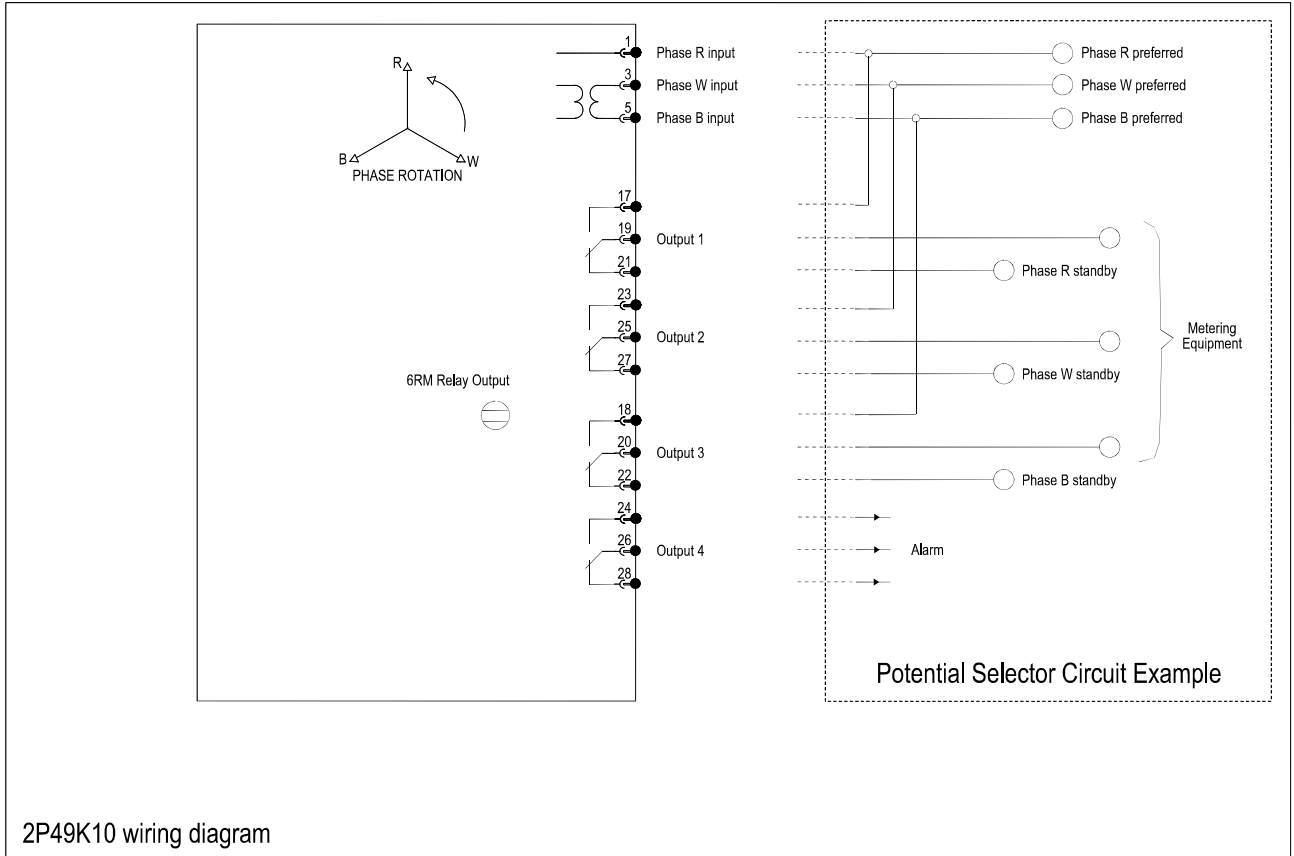 1 Phase R input
3 Phase W input
5 Phase B input
R
B W
PHASE ROTATION
17
19 Output 1
21
23
25 Output 2
27
6RM Relay Output
18
20 Output 3
22
24
26 Output 4
28
Phase R preferred
Phase W preferred
Phase B preferred
Phase R standby
Metering
Equipment
Phase W standby
Phase B standby
Alarm
Potential Selector Circuit Example
2P49K10 wiring diagram